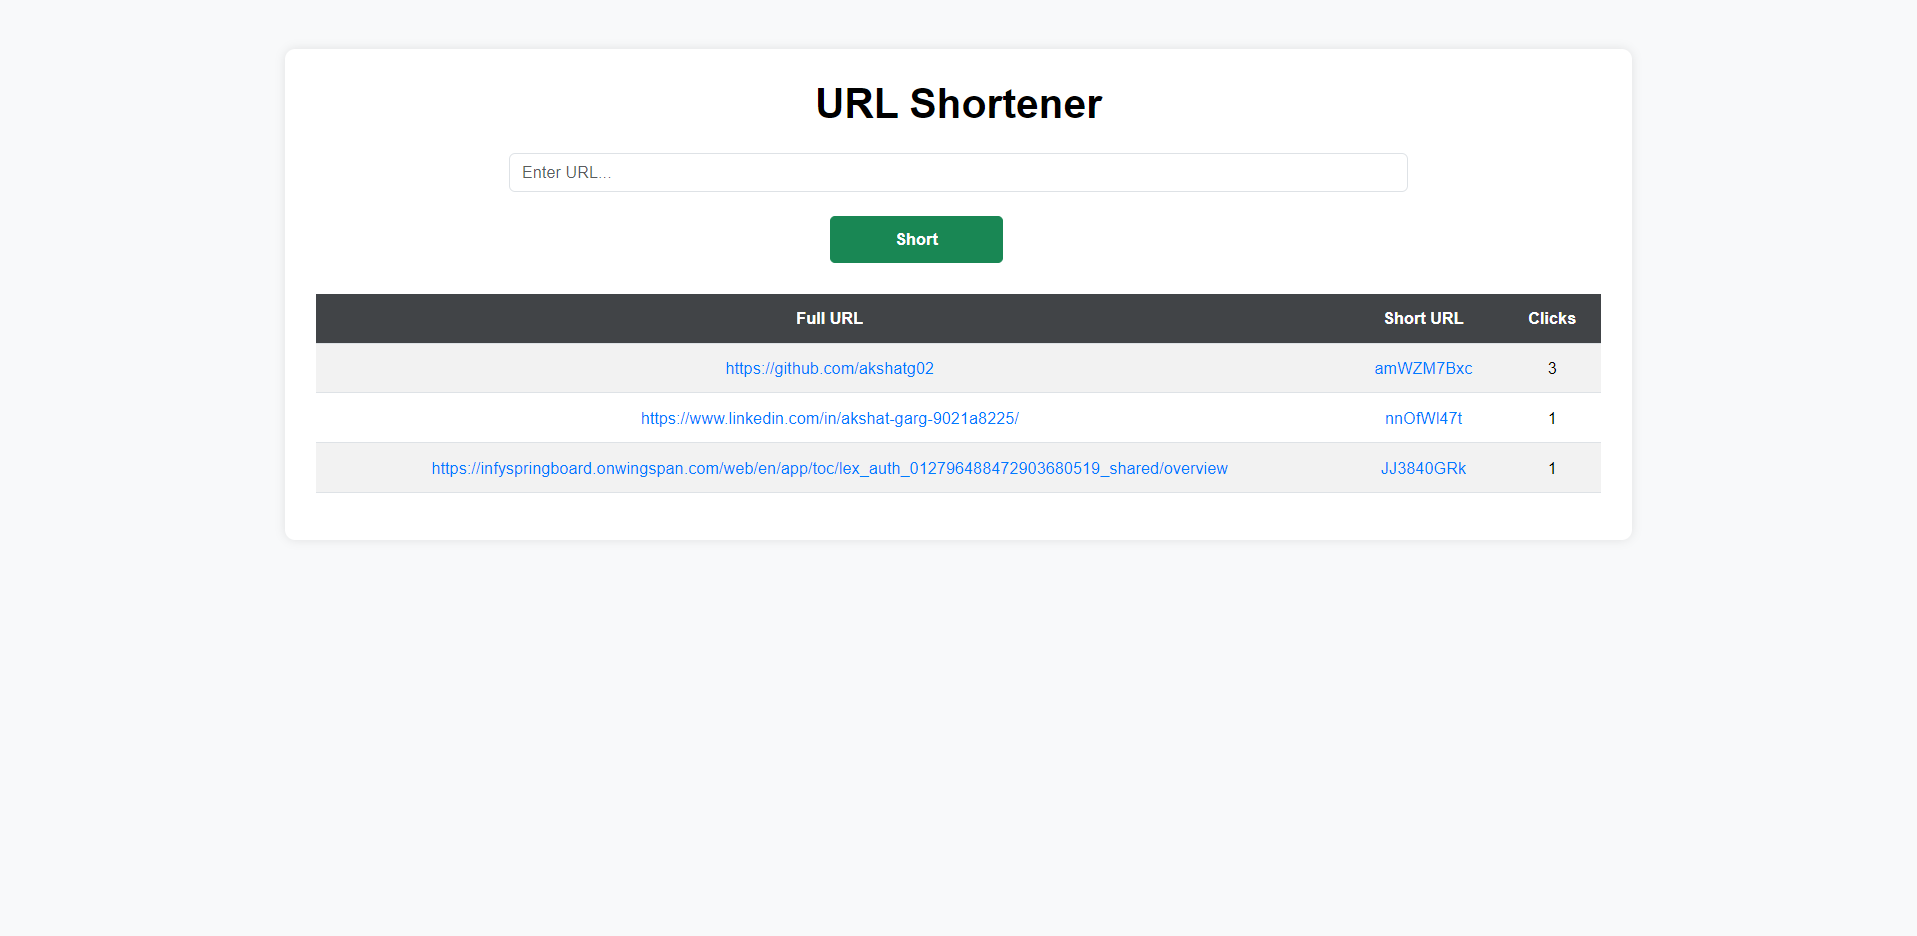 URL Shortener
Enter URL...
Short
Full URL Short URL Clicks
https://github.com/akshatg02 amWZM7Bxc 3
https://www.linkedin.com/in/akshat-garg-9021a8225/ nnOfWl47t 1
https://infyspringboard.onwingspan.com/web/en/app/toc/lex_auth_012796488472903680519_shared/overview JJ3840GRk 1